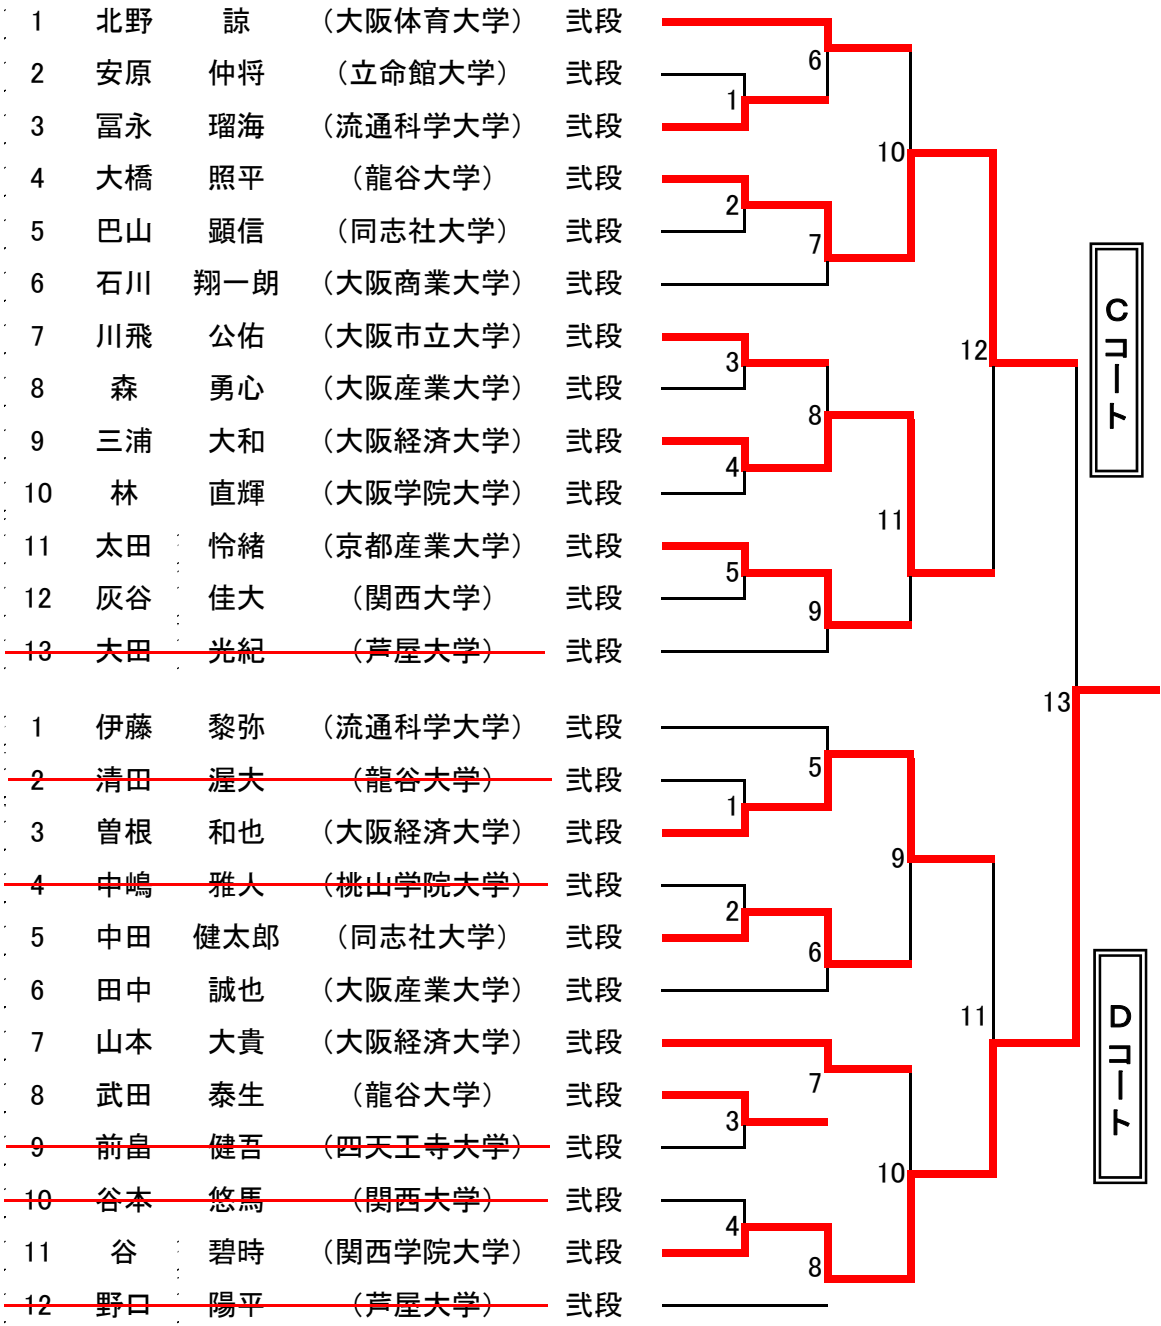 1 北野 諒 （大阪体育大学） 弐段
2 安原 仲将 （立命館大学） 弐段
3 冨永 瑠海 （流通科学大学） 弐段
4 大橋 照平 （龍谷大学） 弐段
5 巴山 顕信 （同志社大学） 弐段
6 石川 翔一朗 （大阪商業大学） 弐段
7 川飛 公佑 （大阪市立大学） 弐段
8 森 勇心 （大阪産業大学） 弐段
9 三浦 大和 （大阪経済大学） 弐段
10 林 直輝 （大阪学院大学） 弐段
11 太田 怜緒 （京都産業大学） 弐段
12 灰谷 佳大 （関西大学） 弐段
13 大田 光紀 （芦屋大学） 弐段
1
2
3
4
5
6
7
8
9
10
11
12
13
Cコート
1 伊藤 黎弥 （流通科学大学） 弐段
2 清田 渥大 （龍谷大学） 弐段
3 曽根 和也 （大阪経済大学） 弐段
4 中嶋 雅人 （桃山学院大学） 弐段
5 中田 健太郎 （同志社大学） 弐段
6 田中 誠也 （大阪産業大学） 弐段
7 山本 大貴 （大阪経済大学） 弐段
8 武田 泰生 （龍谷大学） 弐段
9 前畠 健吾 （四天王寺大学） 弐段
10 谷本 悠馬 （関西大学） 弐段
11 谷 碧時 （関西学院大学） 弐段
12 野口 陽平 （芦屋大学） 弐段
1
2
3
4
5
6
7
8
9
10
11
Dコート